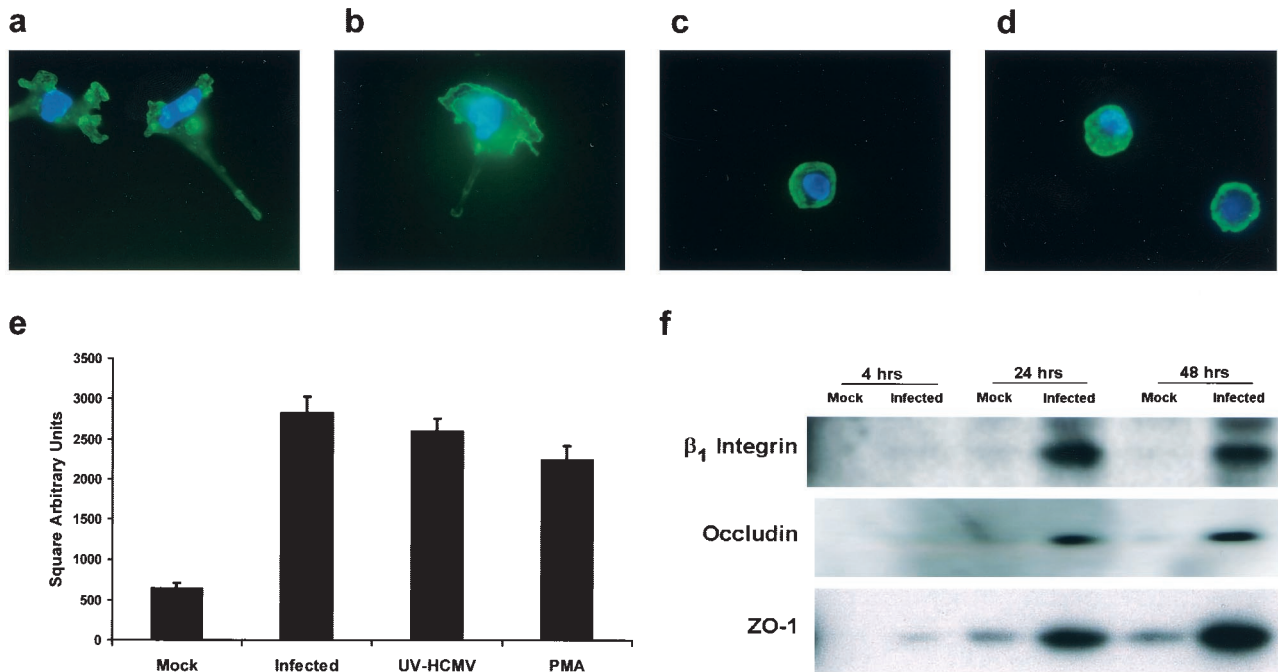 a
b
c
d
e
3500
3000
2500
2000
1500
1000
500
0
Square Arbitrary Units
Mock Infected UV-HCMV PMA
f
4 hrs 24 hrs 48 hrs
Mock Infected Mock Infected Mock Infected
β1 Integrin
Occludin
ZO-1